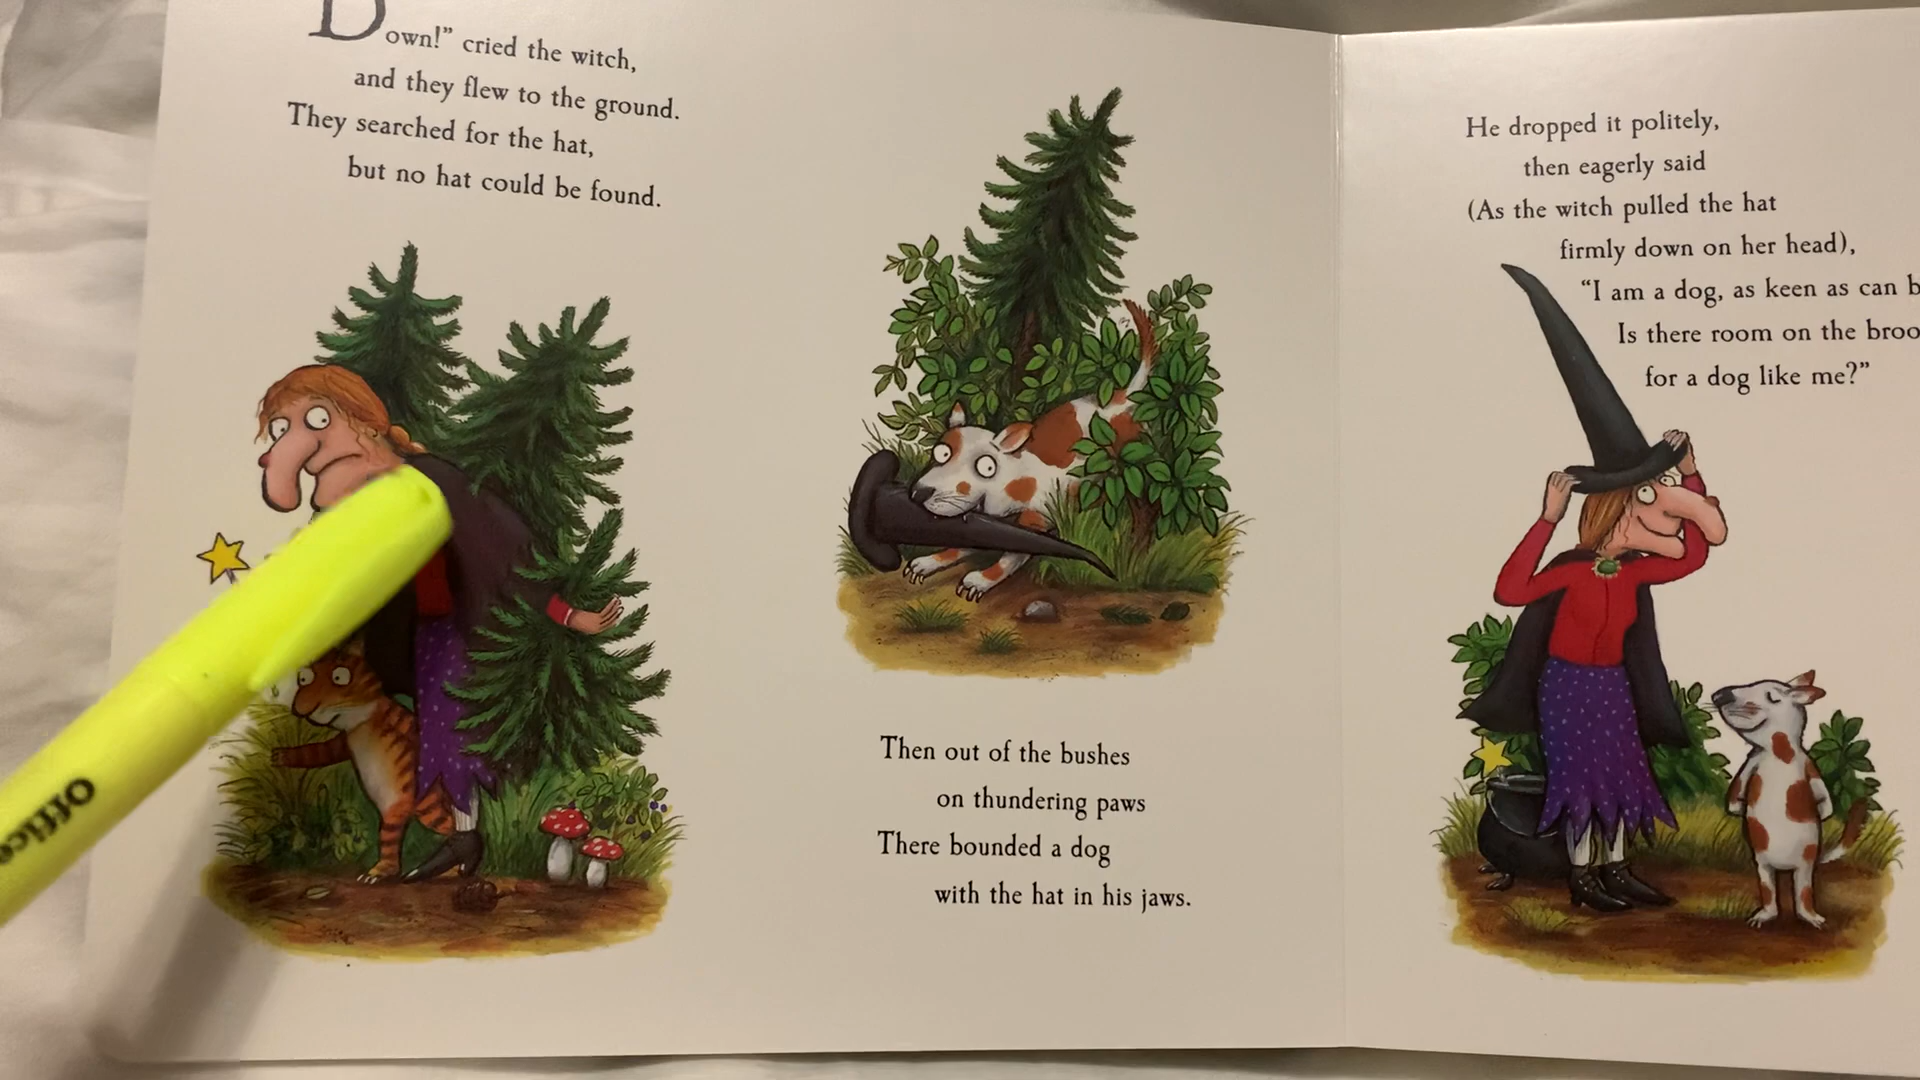 Down!” cried the witch,
and they flew to the ground.
They searched for the hat,
but no hat could be found.
Then out of the bushes
on thundering paws
There bounded a dog
with the hat in his jaws.
He dropped it politely,
then eagerly said
(As the witch pulled the hat
firmly down on her head),
“I am a dog, as keen as can b
Is there room on the broo
for a dog like me?”
Office